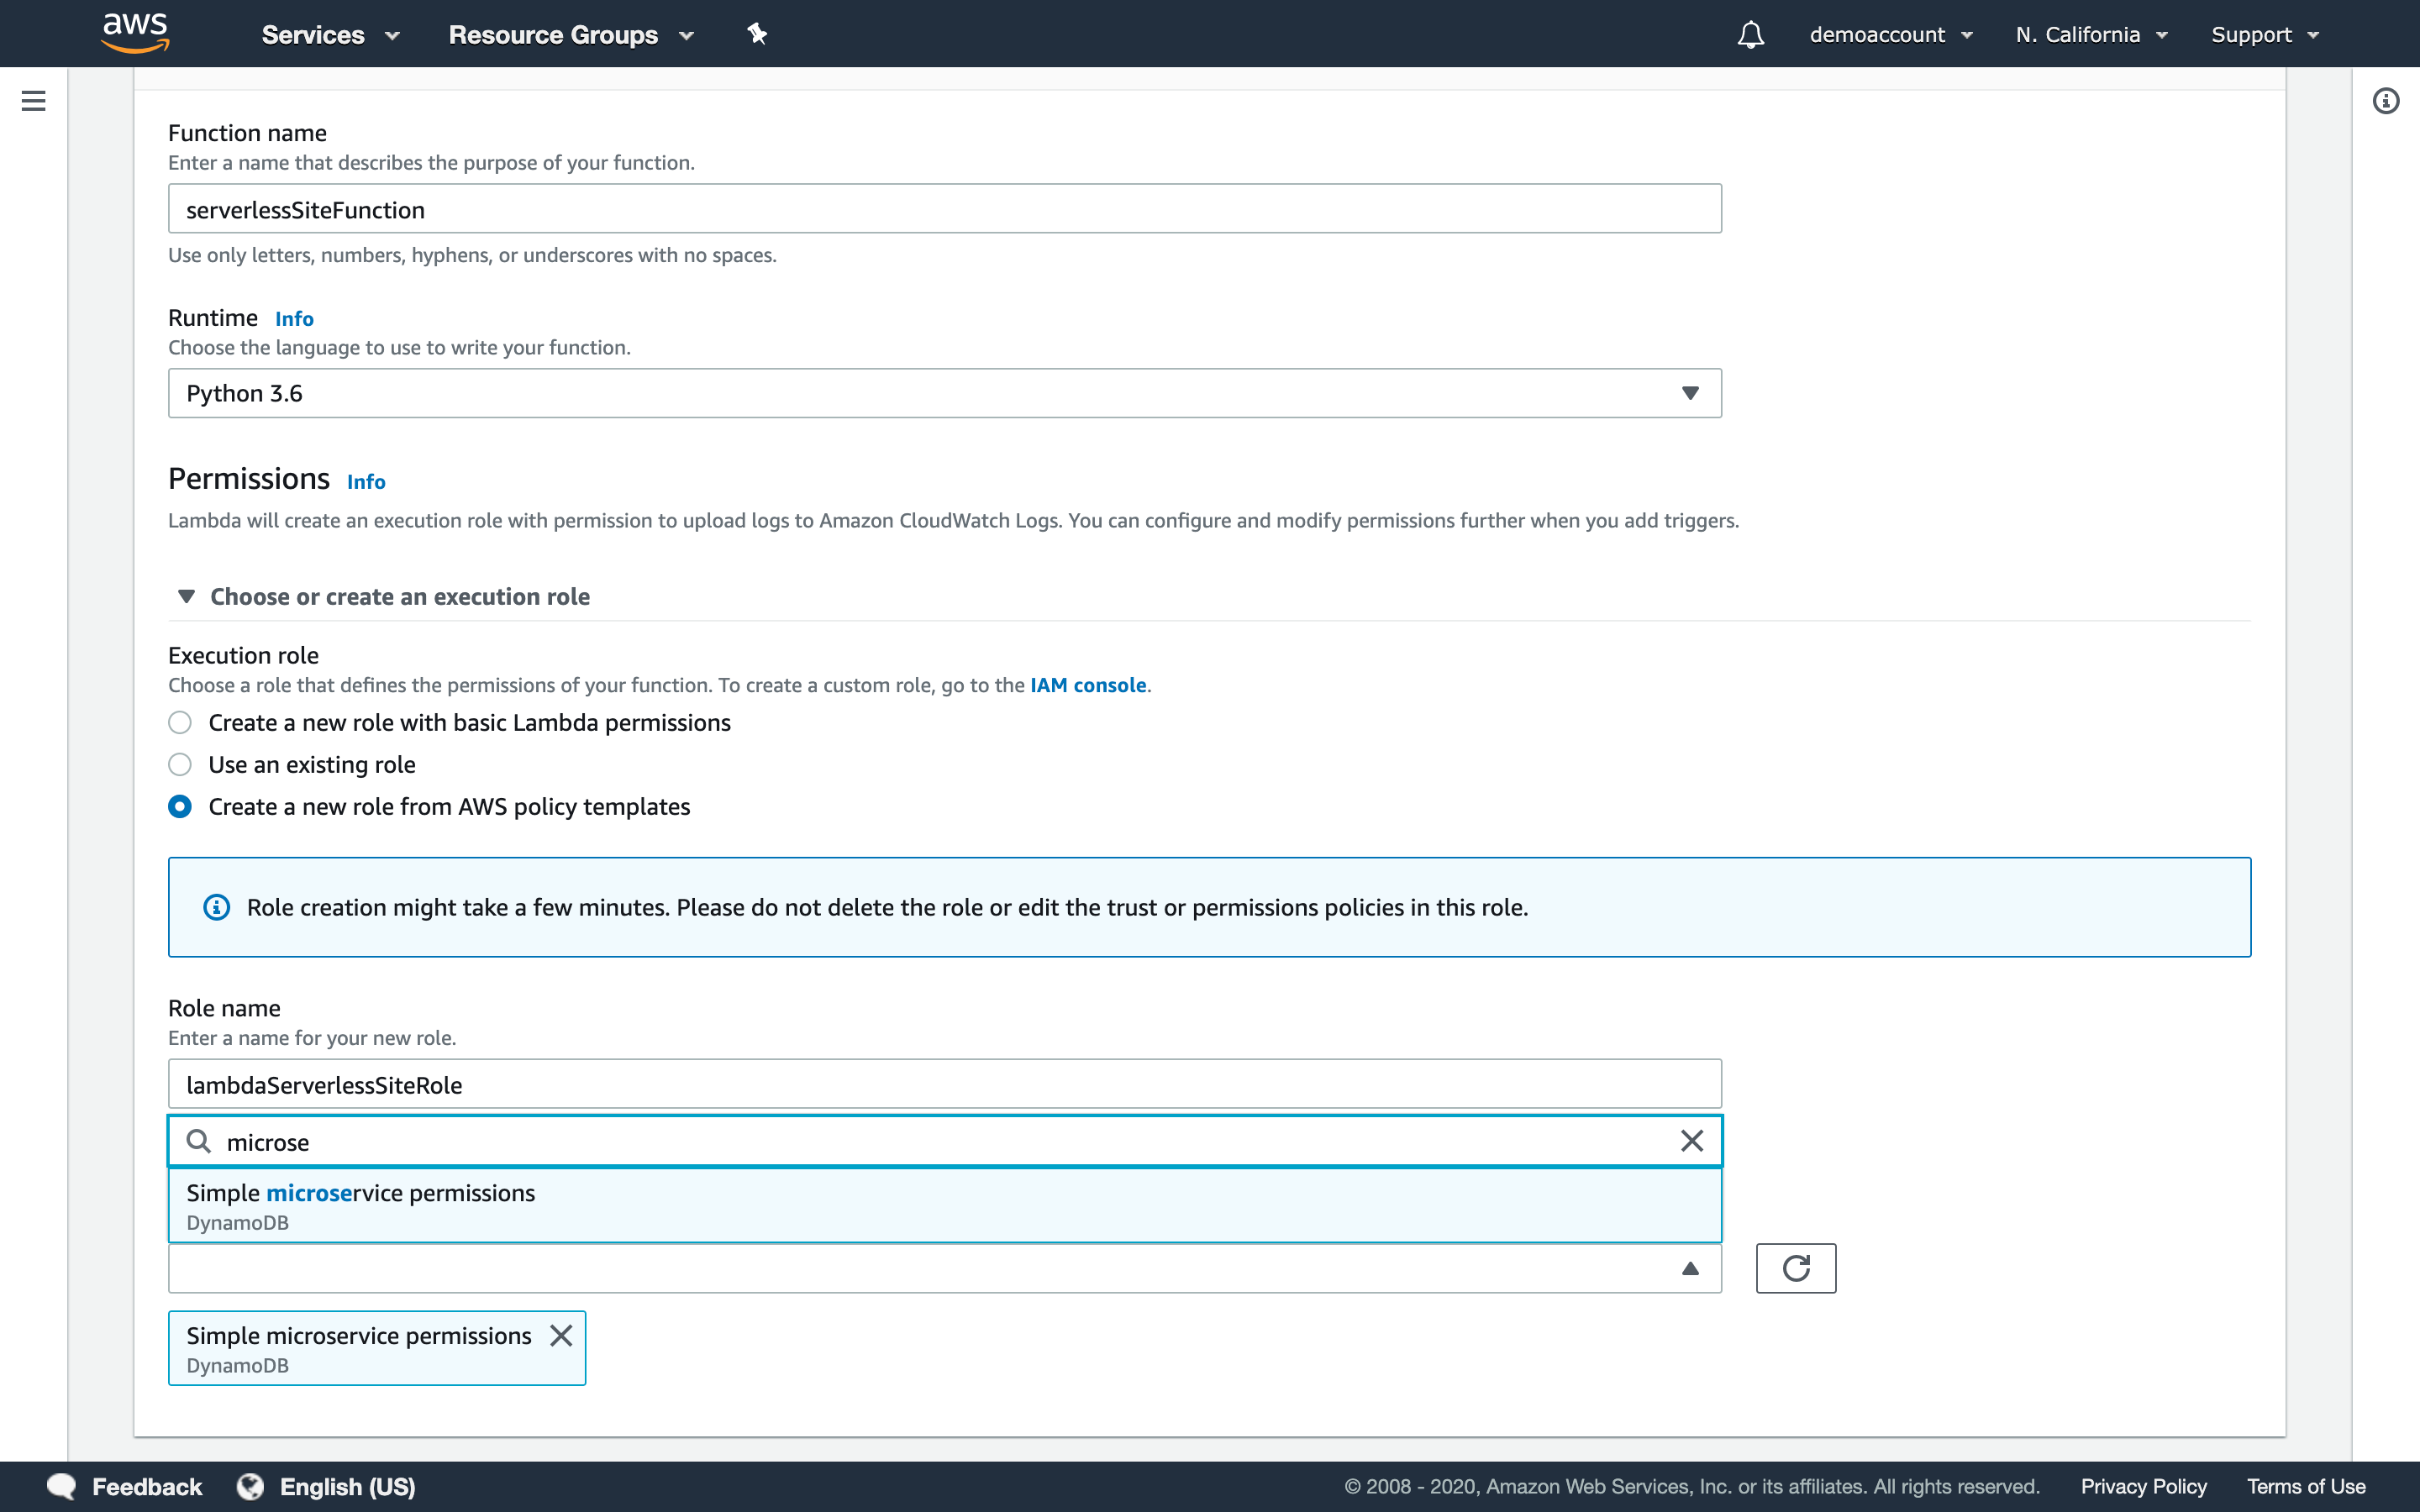 aws Services Resource Groups demoaccount N. California Support
Function name
Enter a name that describes the purpose of your function.
serverlessSiteFunction
Use only letters, numbers, hyphens, or underscores with no spaces.
Runtime Info
Choose the language to use to write your function.
Python 3.6
Permissions Info
Lambda will create an execution role with permission to upload logs to Amazon CloudWatch Logs. You can configure and modify permissions further when you add triggers.
Choose or create an execution role
Execution role
Choose a role that defines the permissions of your function. To create a custom role, go to the IAM console.
Create a new role with basic Lambda permissions
Use an existing role
Create a new role from AWS policy templates
Role creation might take a few minutes. Please do not delete the role or edit the trust or permissions policies in this role.
Role name
Enter a name for your new role.
lambdaServerlessSiteRole
microse
Simple microservice permissions
DynamoDB
Simple microservice permissions
DynamoDB
Feedback English (US) © 2008 - 2020, Amazon Web Services, Inc. or its affiliates. All rights reserved. Privacy Policy Terms of Use